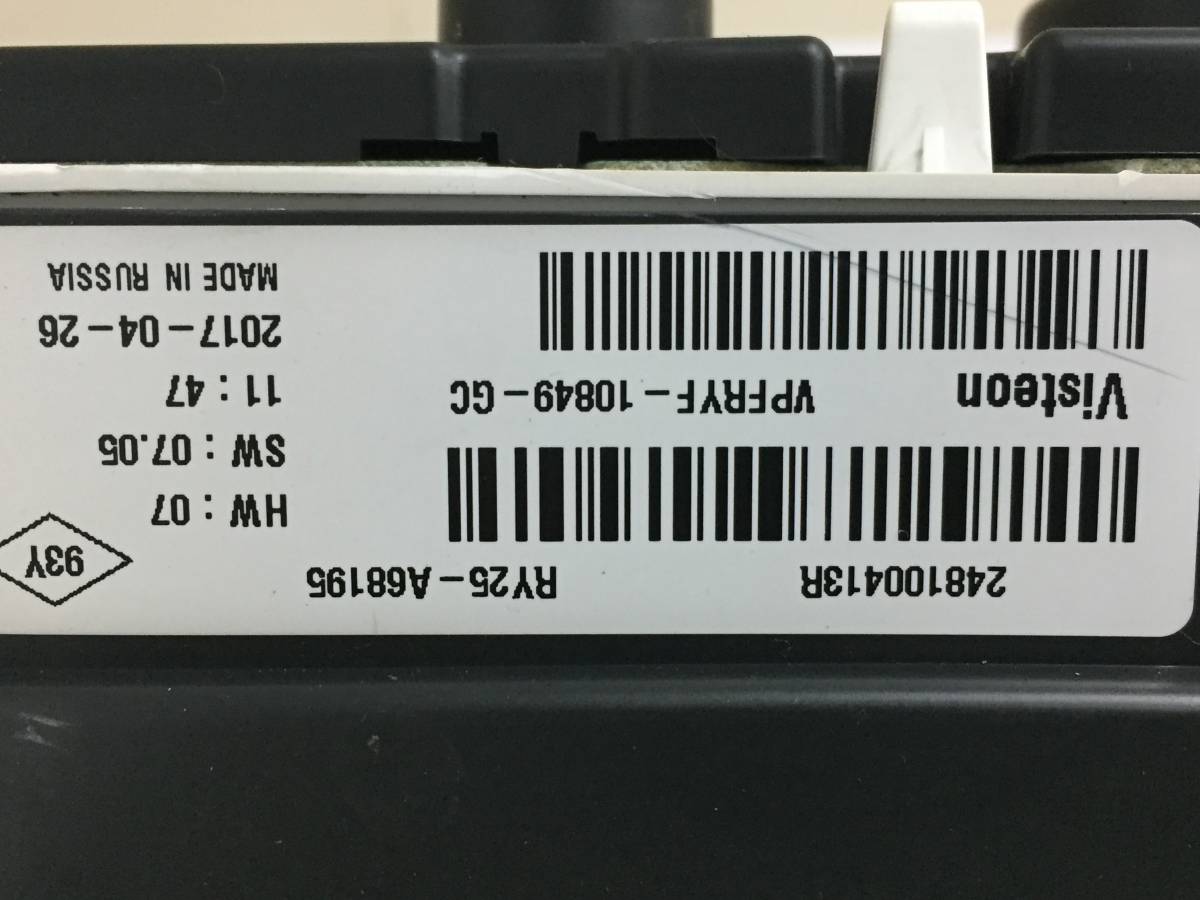 248100413R RY25-A68195
93Y
HW : 07
SW : 07.05
Visteon VPFRYF-10849-GC
11 : 47
2017-04-26
MADE IN RUSSIA